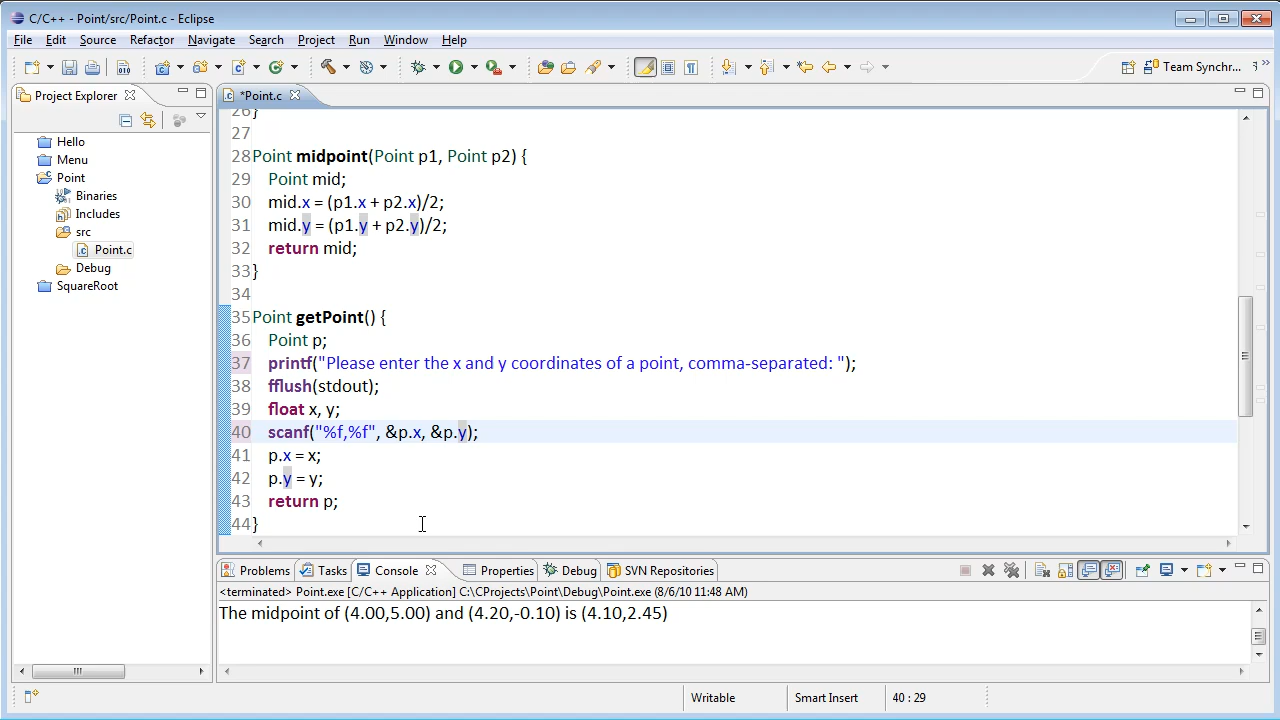 C/C++ - Point/src/Point.c - Eclipse
File Edit Source Refactor Navigate Search Project Run Window Help
010 Team Synchr...
Project Explorer
*Point.c
Hello
Menu
Point
Binaries
Includes
src
Point.c
Debug
SquareRoot
26 }
27
28 Point midpoint(Point p1, Point p2) {
29 Point mid;
30 mid.x = (p1.x + p2.x)/2;
31 mid.y = (p1.y + p2.y)/2;
32 return mid;
33 }
34
35 Point getPoint() {
36 Point p;
37 printf("Please enter the x and y coordinates of a point, comma-separated: ");
38 fflush(stdout);
39 float x, y;
40 scanf("%f,%f", &p.x, &p.y);
41 p.x = x;
42 p.y = y;
43 return p;
44 }
Problems Tasks Console Properties Debug SVN Repositories
<terminated> Point.exe [C/C++ Application] C:\CProjects\Point\Debug\Point.exe (8/6/10 11:48 AM)
The midpoint of (4.00,5.00) and (4.20,-0.10) is (4.10,2.45)
Writable Smart Insert 40 : 29